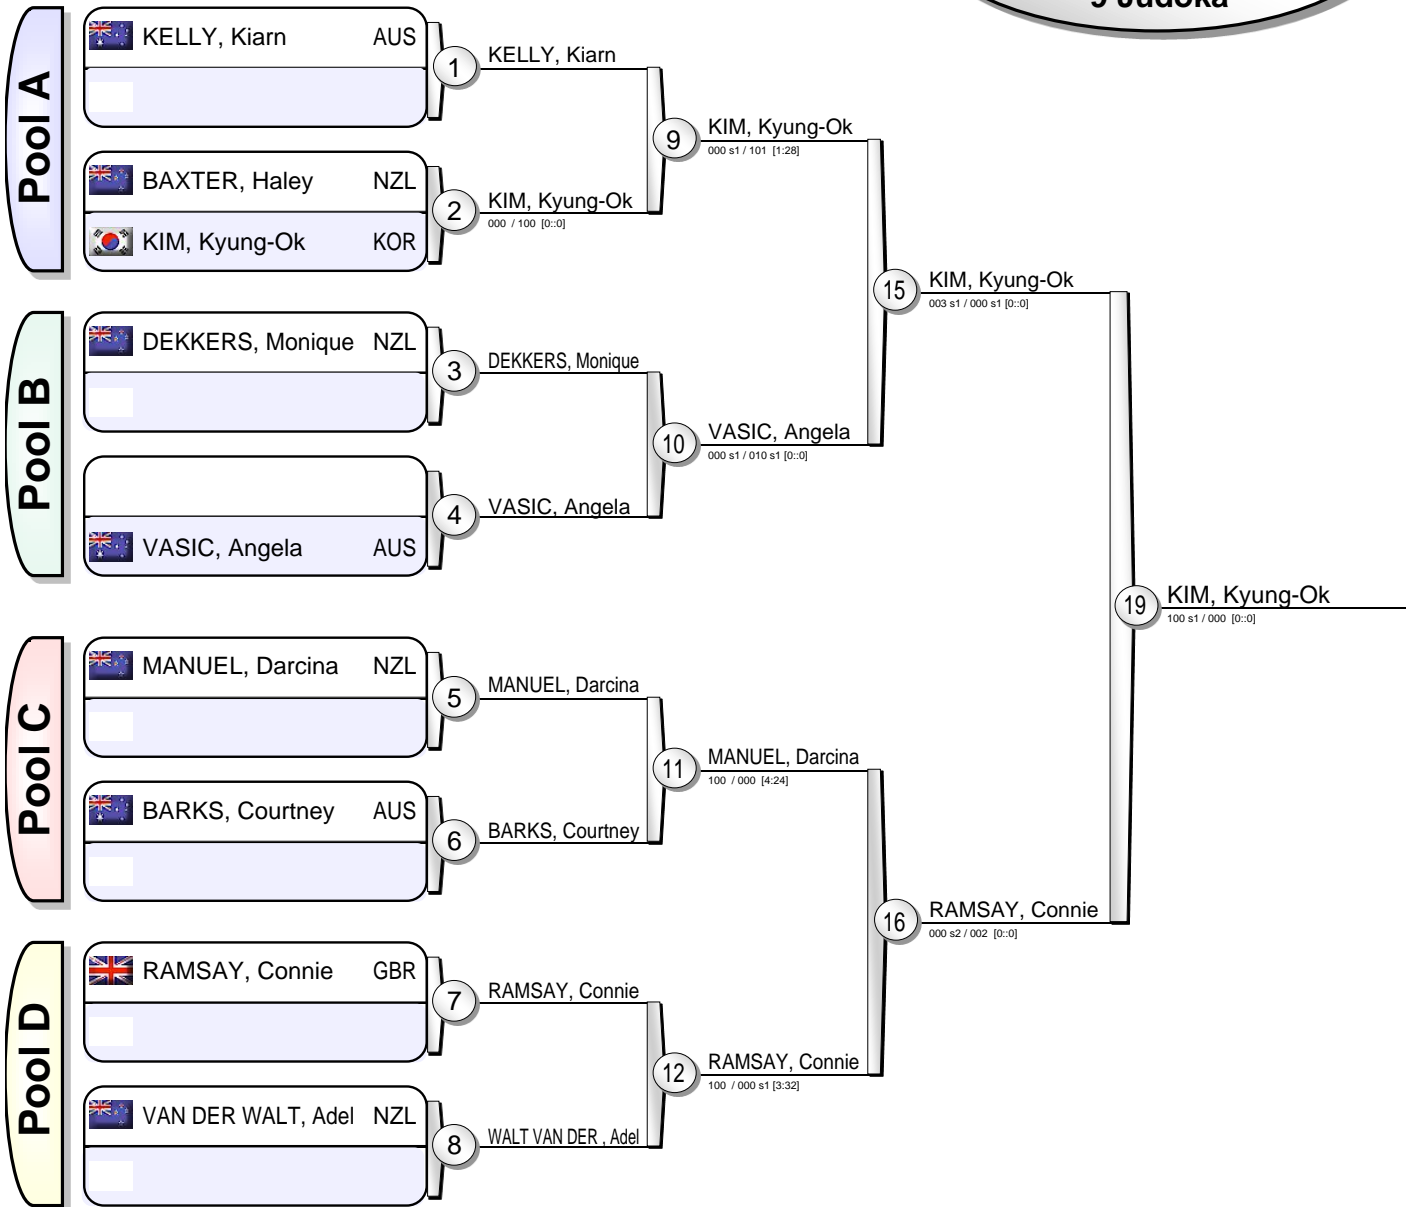 9 Judoka
Pool A
KELLY, Kiarn AUS
BAXTER, Haley NZL
KIM, Kyung-Ok KOR
1
KELLY, Kiarn
2
KIM, Kyung-Ok
000 / 100 [0::0]
9
KIM, Kyung-Ok
000 s1 / 101 [1:28]
Pool B
DEKKERS, Monique NZL
VASIC, Angela AUS
3
DEKKERS, Monique
4
VASIC, Angela
10
VASIC, Angela
000 s1 / 010 s1 [0::0]
15
KIM, Kyung-Ok
003 s1 / 000 s1 [0::0]
Pool C
MANUEL, Darcina NZL
BARKS, Courtney AUS
5
MANUEL, Darcina
6
BARKS, Courtney
11
MANUEL, Darcina
100 / 000 [4:24]
Pool D
RAMSAY, Connie GBR
VAN DER WALT, Adel NZL
7
RAMSAY, Connie
8
WALT VAN DER , Adel
12
RAMSAY, Connie
100 / 000 s1 [3:32]
16
RAMSAY, Connie
000 s2 / 002 [0::0]
19
KIM, Kyung-Ok
100 s1 / 000 [0::0]